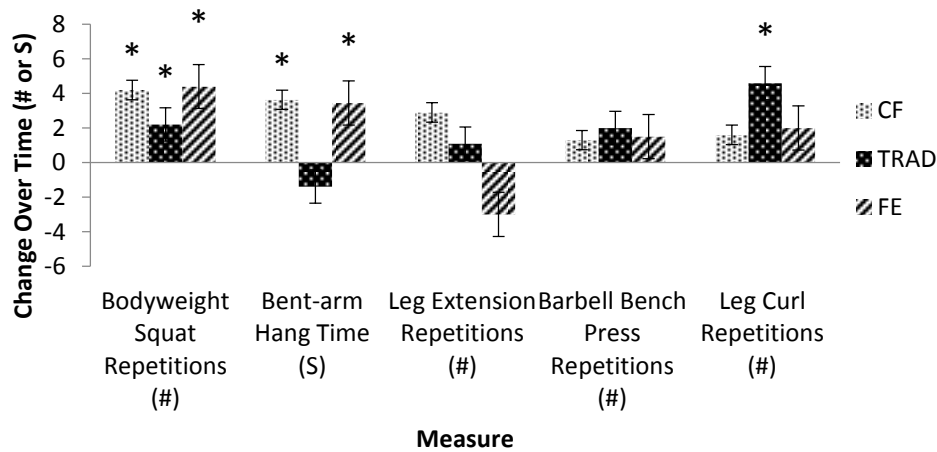 Change Over Time (# or S)
8
6
4
2
0
-2
-4
-6
* * *
* *
*
CF
TRAD
FE
Bodyweight
Squat
Repetitions
(#)
Bent-arm
Hang Time
(S)
Leg Extension
Repetitions
(#)
Barbell Bench
Press
Repetitions
(#)
Leg Curl
Repetitions
(#)
Measure